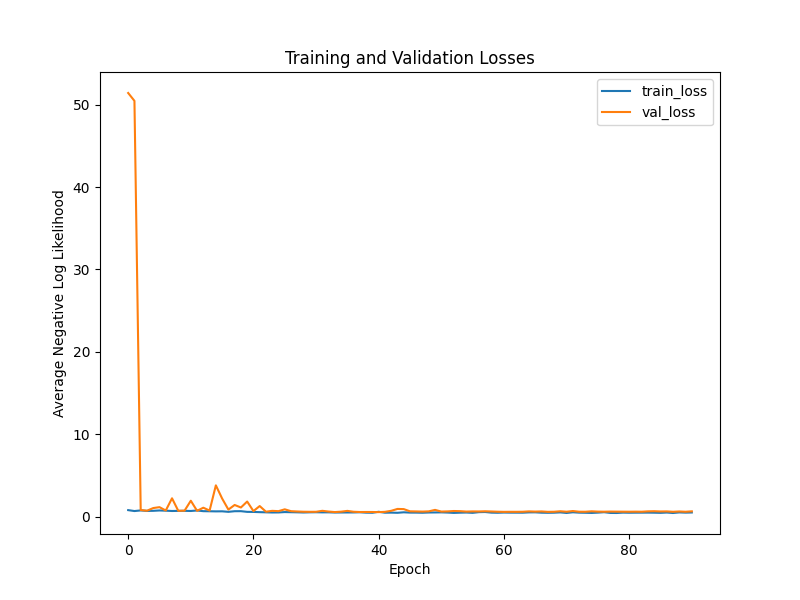 Training and Validation Losses
train_loss
val_loss
Average Negative Log Likelihood
50
40
30
20
10
0
0 20 40 60 80
Epoch